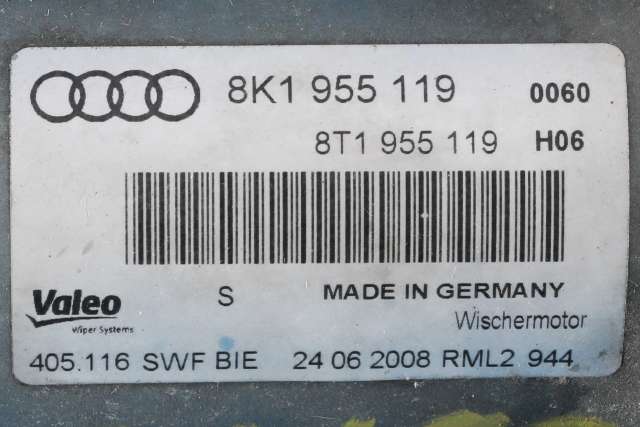 8K1 955 119 0060
8T1 955 119 H06
Valeo S MADE IN GERMANY
Wiper Systems Wischermotor
405.116 SWF BIE 24 06 2008 RML2 944